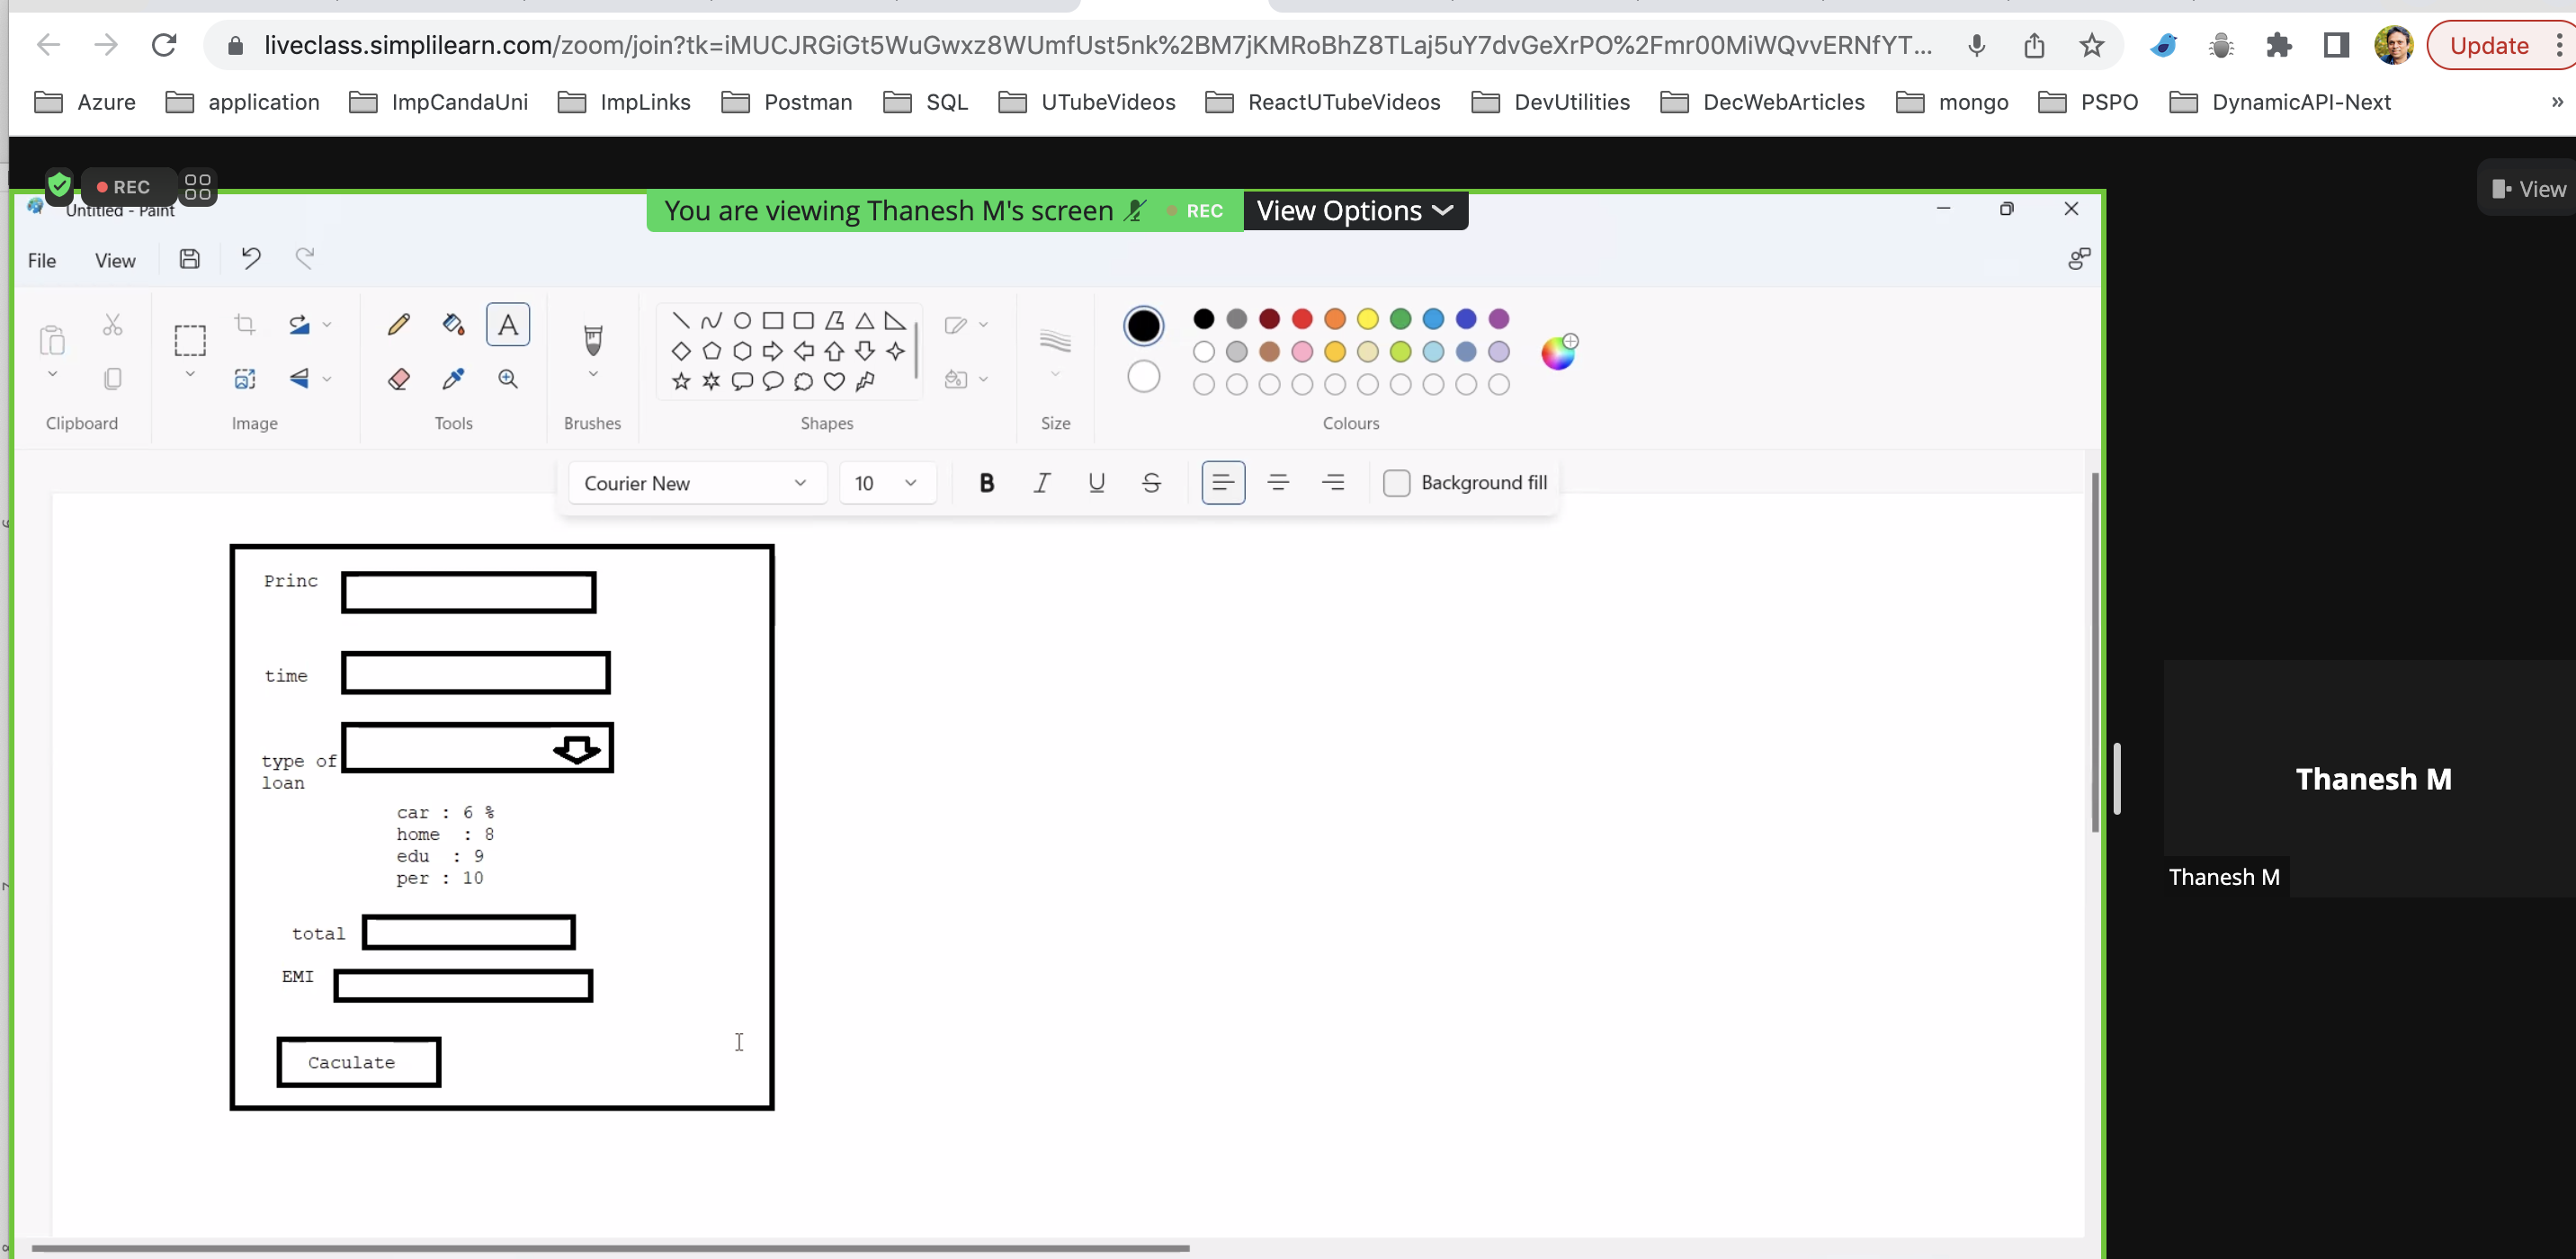 liveclass.simplilearn.com/zoom/join?tk=iMUCJRGiGt5WuGwxz8WUmfUst5nk%2BM7jKMRoBhZ8TLaj5uY7dvGeXrPO%2Fmr00MiWQvvERNfYT... Update
Azure application ImpCandaUni ImpLinks Postman SQL UTubeVideos ReactUTubeVideos DevUtilities DecWebArticles mongo PSPO DynamicAPI-Next »
REC
View
Untitled - Paint
You are viewing Thanesh M's screen REC View Options
File View
Clipboard Image Tools Brushes Shapes Size Colours
Courier New 10 B I U S Background fill
Princ
time
type of
loan
car : 6 %
home : 8
edu : 9
per : 10
total
EMI
Caculate
Thanesh M
Thanesh M